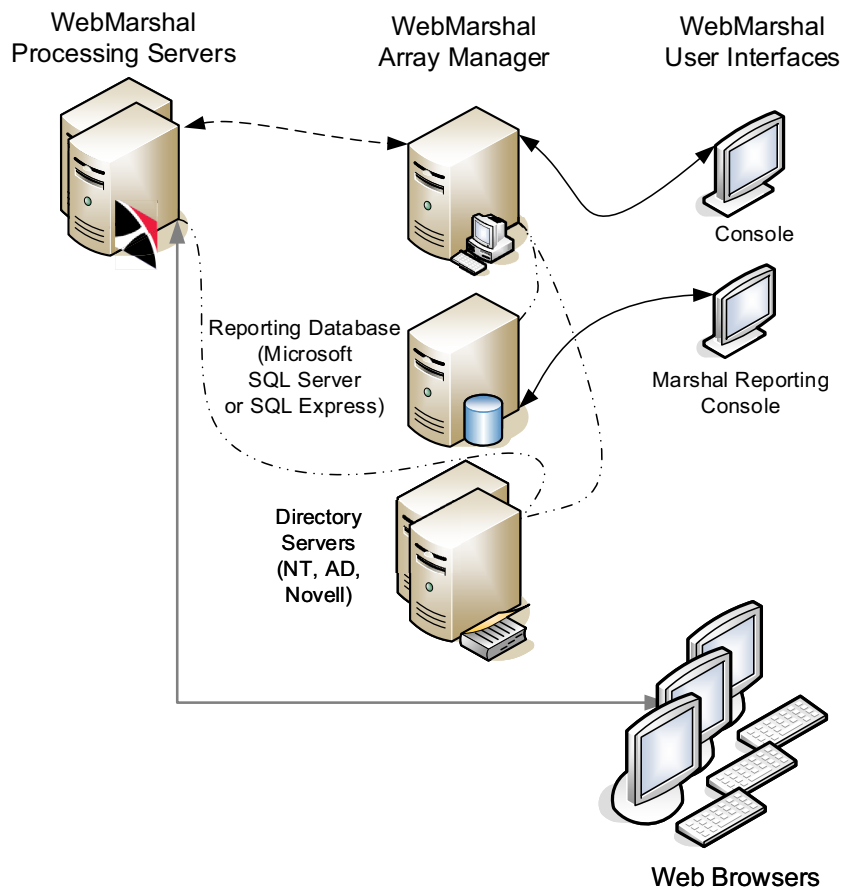 WebMarshal
Processing Servers
WebMarshal
Array Manager
WebMarshal
User Interfaces
Console
Reporting Database
(Microsoft
SQL Server
or SQL Express)
Marshal Reporting
Console
Directory
Servers
(NT, AD,
Novell)
Web Browsers